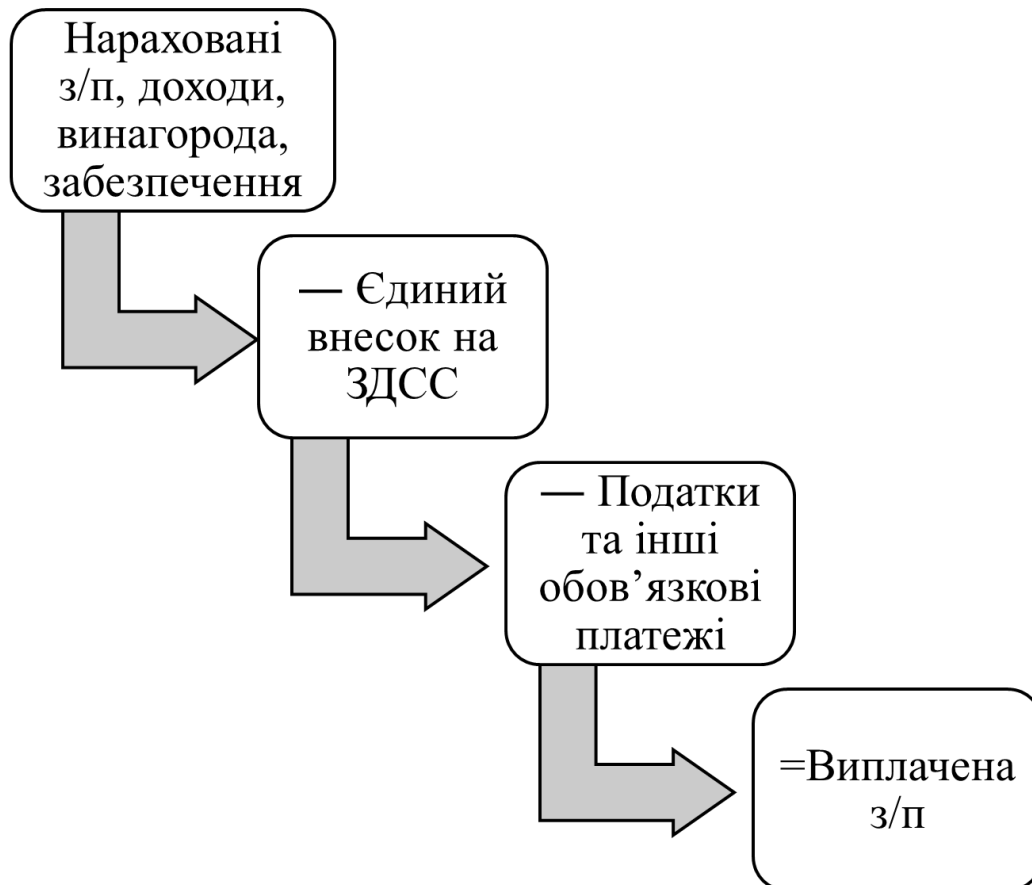 Нараховані
з/п, доходи,
винагорода,
забезпечення
— Єдиний
внесок на
ЗДСС
— Податки
та інші
обов’язкові
платежі
=Виплачена
з/п